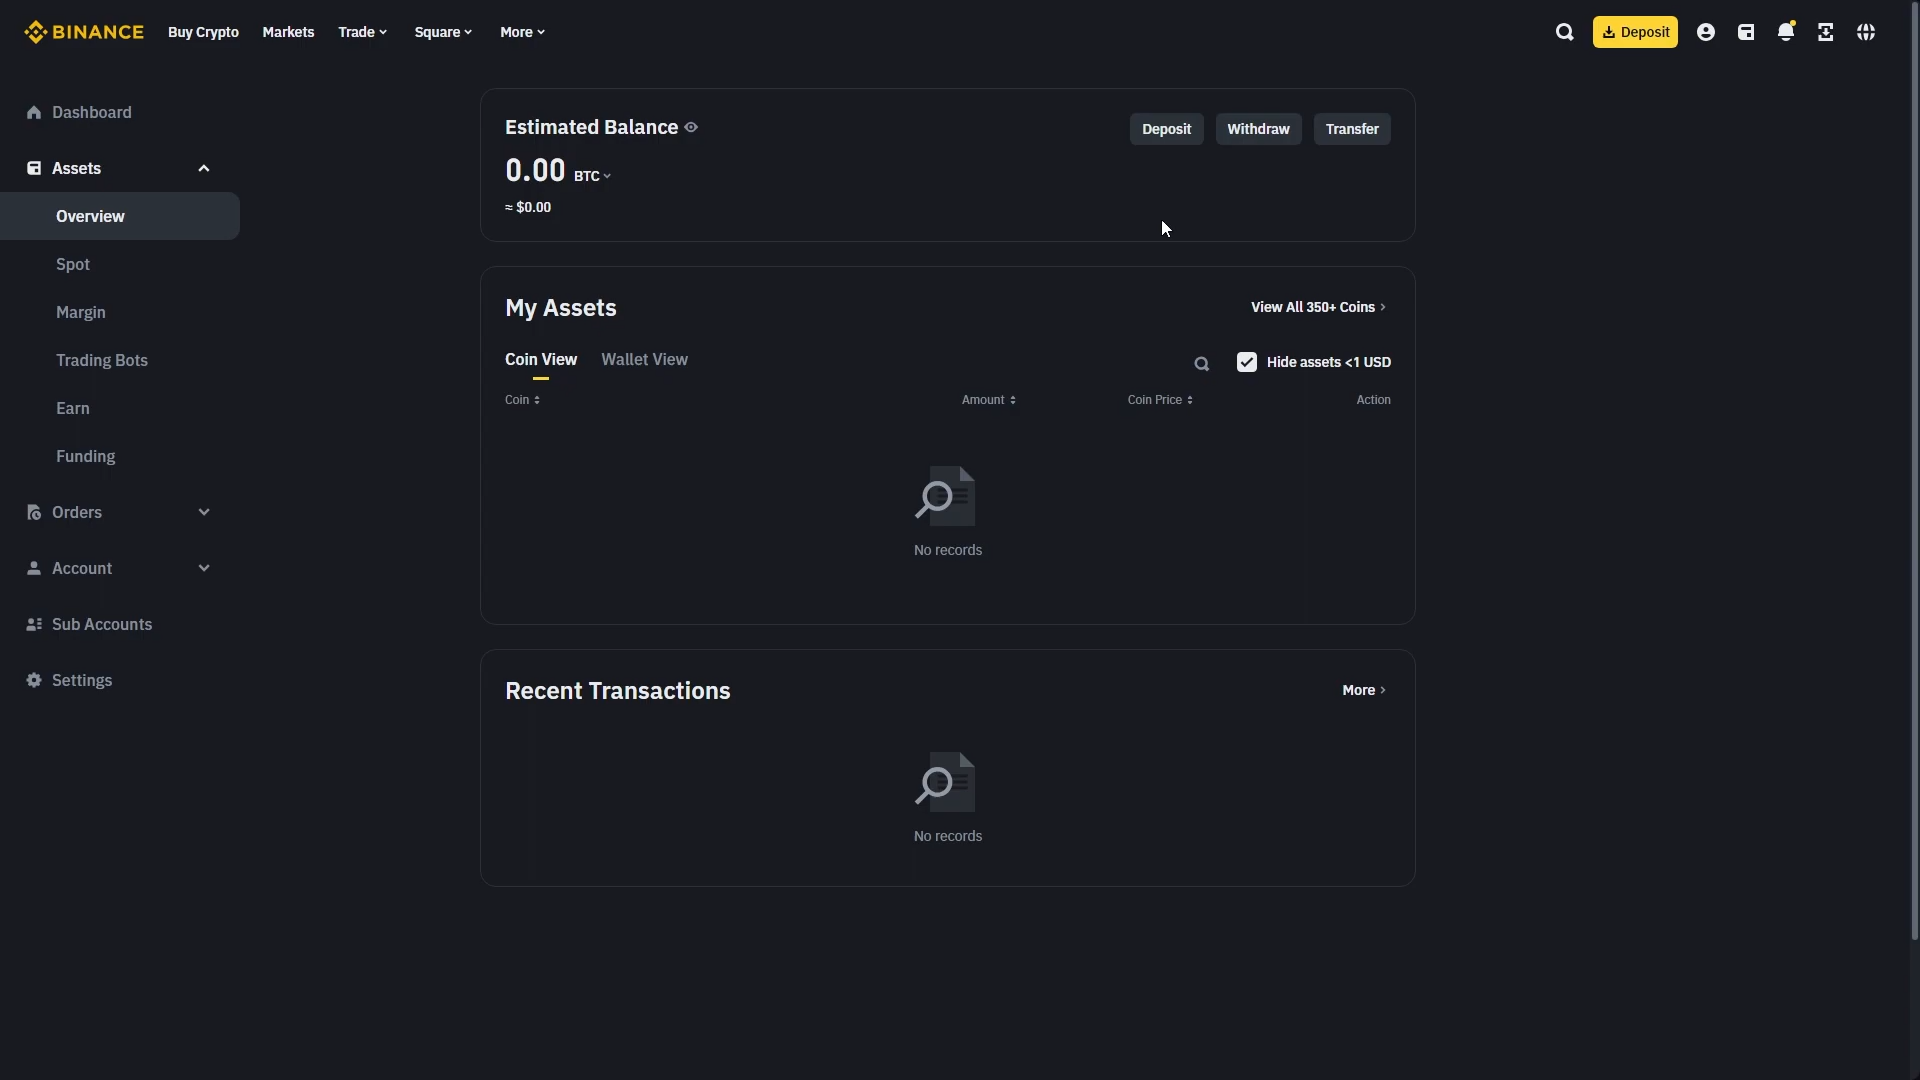 BINANCE Buy Crypto Markets Trade Square More Deposit
Dashboard
Assets
Overview
Spot
Margin
Trading Bots
Earn
Funding
Orders
Account
Sub Accounts
Settings
Estimated Balance Deposit Withdraw Transfer
0.00 BTC
≈ $0.00
My Assets View All 350+ Coins
Coin View Wallet View Hide assets <1 USD
Coin Amount Coin Price Action
No records
Recent Transactions More
No records